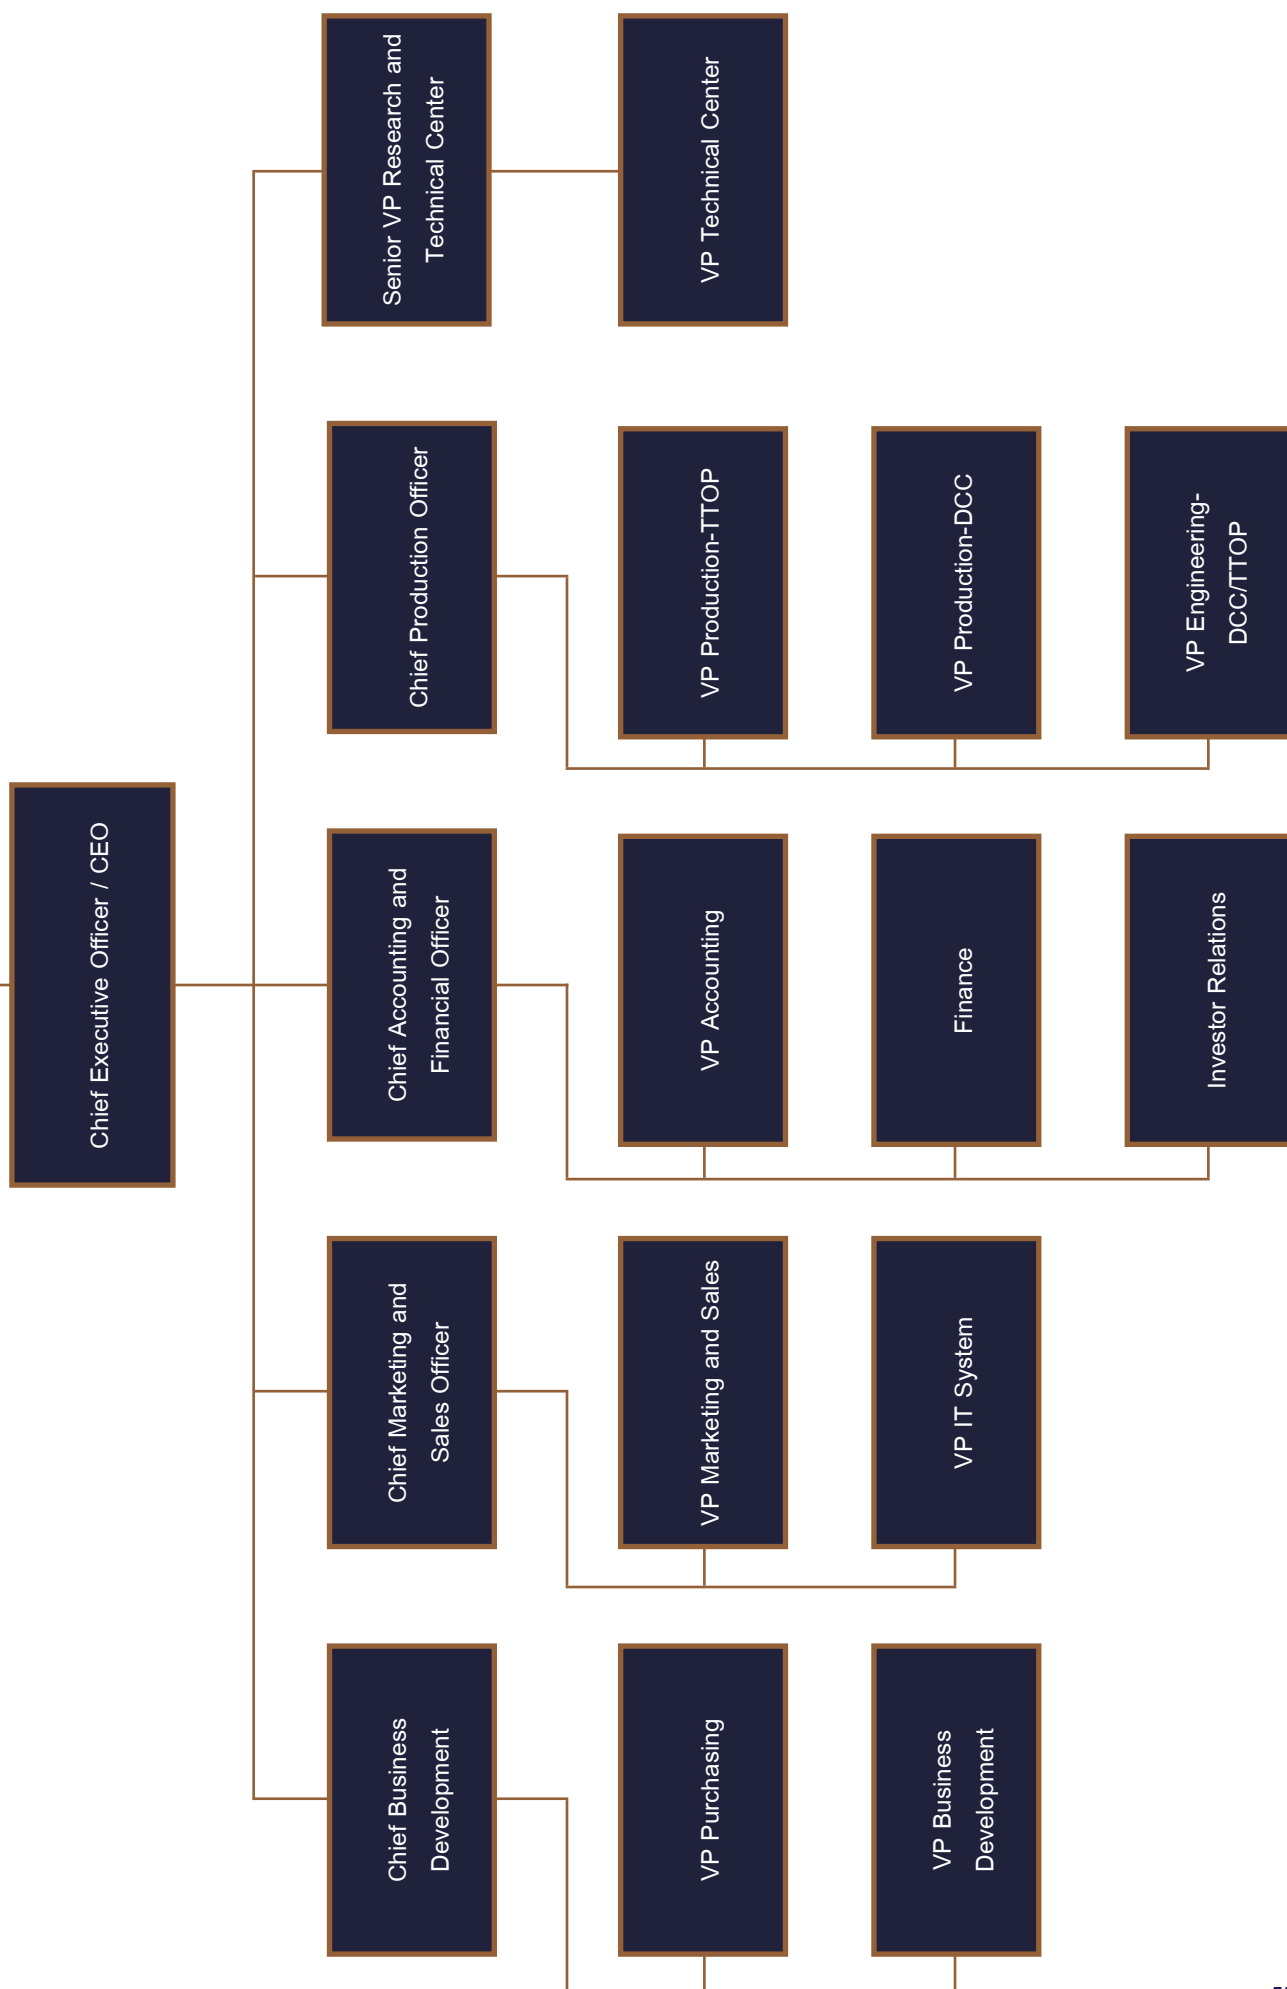 Chief Executive Officer / CEO
Chief Business
Development
Chief Marketing and
Sales Officer
Chief Accounting and
Financial Officer
Chief Production Officer
Senior VP Research and
Technical Center
VP Purchasing
VP Marketing and Sales
VP Accounting
VP Production-TTOP
VP Technical Center
VP Business
Development
VP IT System
Finance
VP Production-DCC
Investor Relations
VP Engineering-
DCC/TTOP